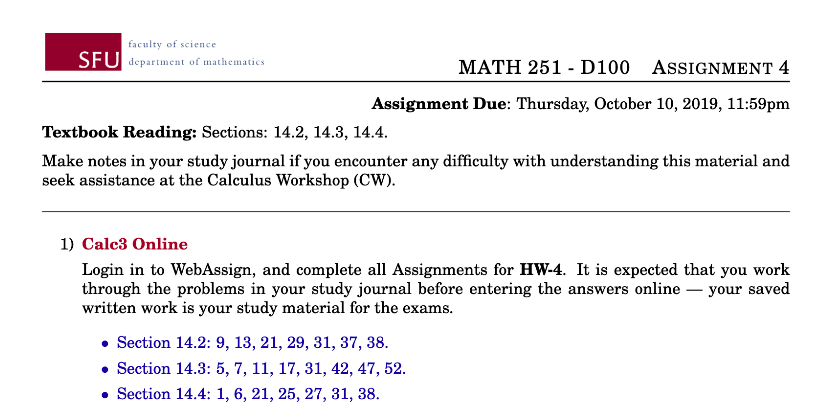 SFU faculty of science
department of mathematics
MATH 251 - D100 ASSIGNMENT 4
Assignment Due: Thursday, October 10, 2019, 11:59pm
Textbook Reading: Sections: 14.2, 14.3, 14.4.
Make notes in your study journal if you encounter any difficulty with understanding this material and
seek assistance at the Calculus Workshop (CW).
1) Calc3 Online
Login in to WebAssign, and complete all Assignments for HW-4. It is expected that you work
through the problems in your study journal before entering the answers online — your saved
written work is your study material for the exams.
• Section 14.2: 9, 13, 21, 29, 31, 37, 38.
• Section 14.3: 5, 7, 11, 17, 31, 42, 47, 52.
• Section 14.4: 1, 6, 21, 25, 27, 31, 38.